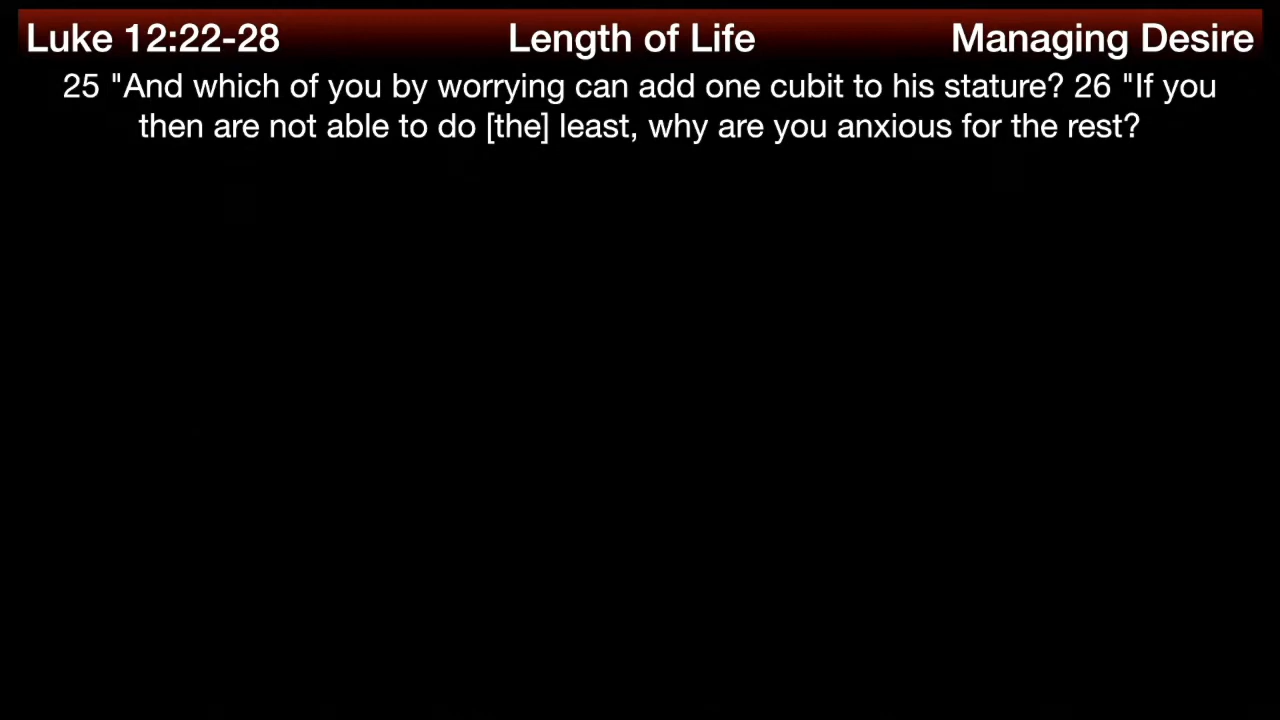 Luke 12:22-28 Length of Life Managing Desire
25 "And which of you by worrying can add one cubit to his stature? 26 "If you
then are not able to do [the] least, why are you anxious for the rest?